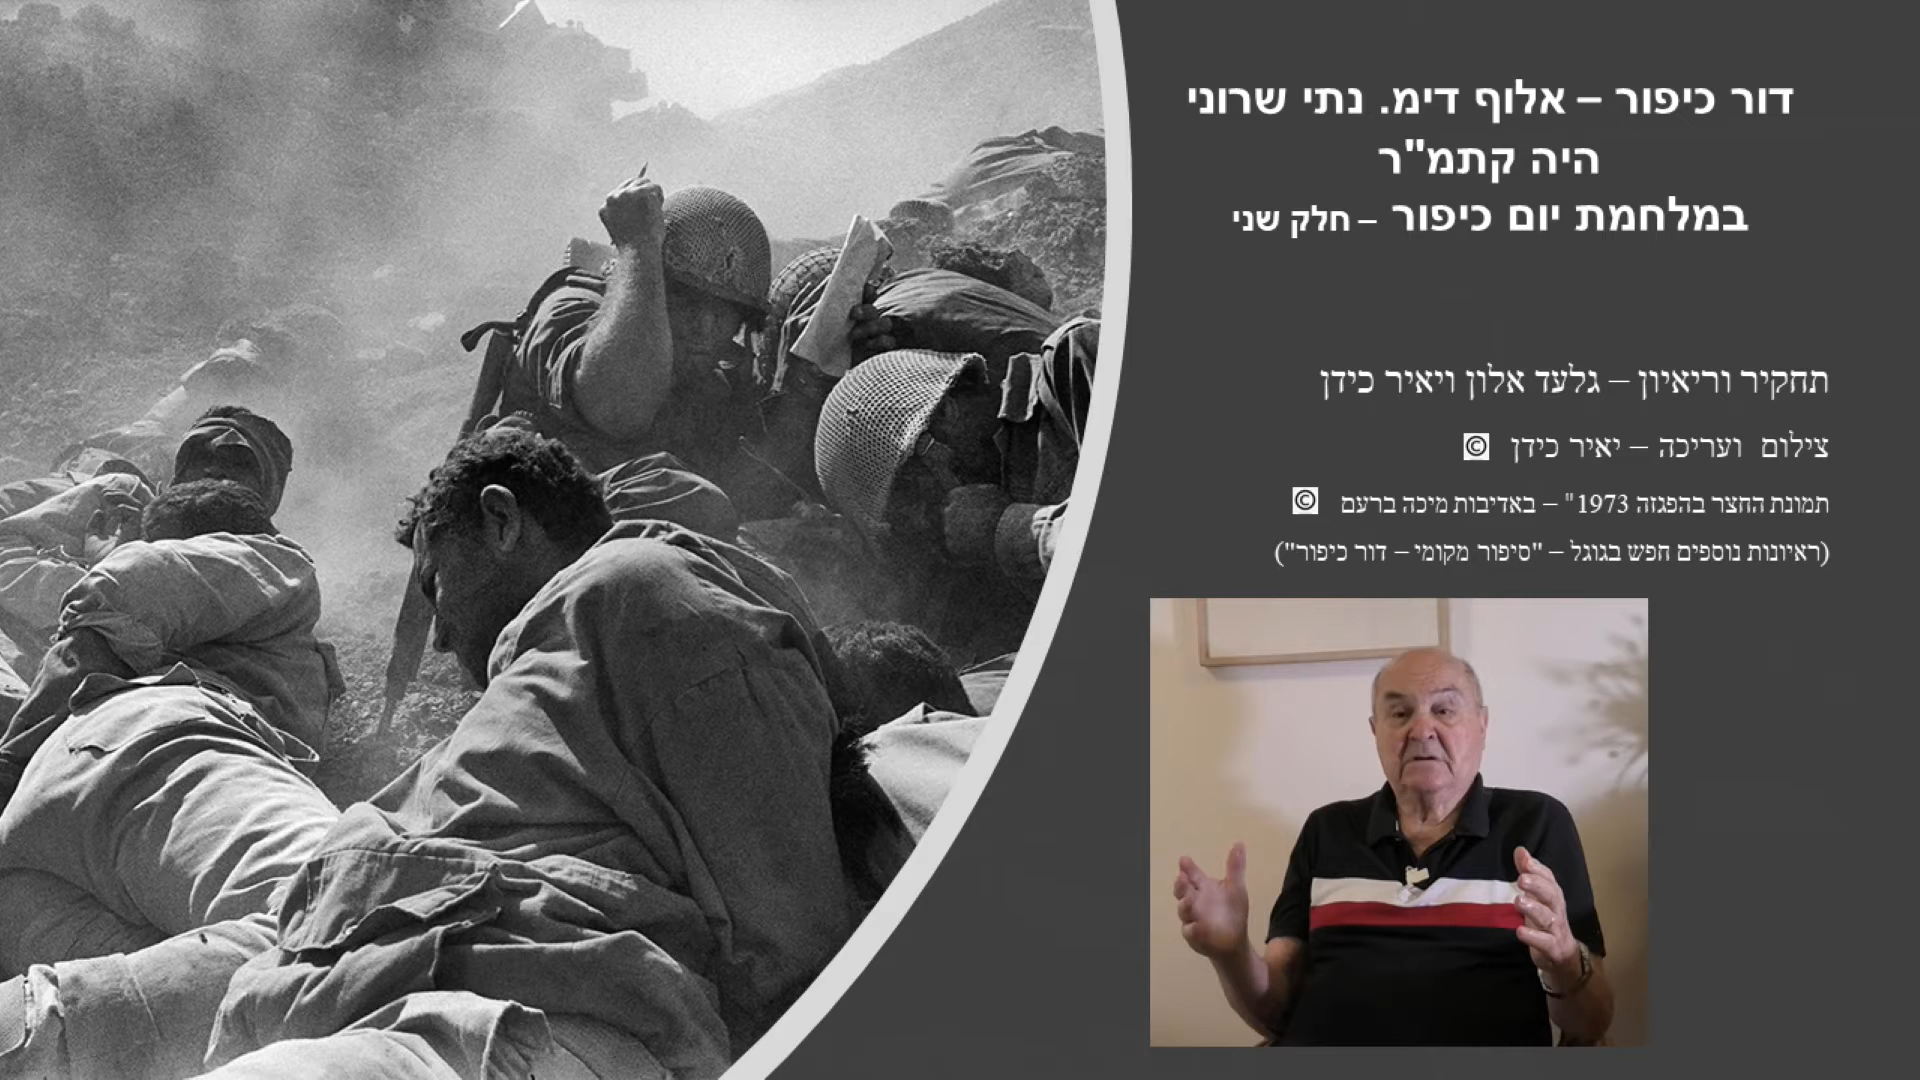 דור כיפור – אלוף דימ. נתי שרוני
היה קתמ"ר
במלחמת יום כיפור – חלק שני
תחקיר וריאיון – גלעד אלון ויאיר כידן
צילום ועריכה – יאיר כידן ©
תמונת החצר בהפגזה 1973" – באדיבות מיכה ברעם ©
(ראיונות נוספים חפש בגוגל – "סיפור מקומי – דור כיפור")